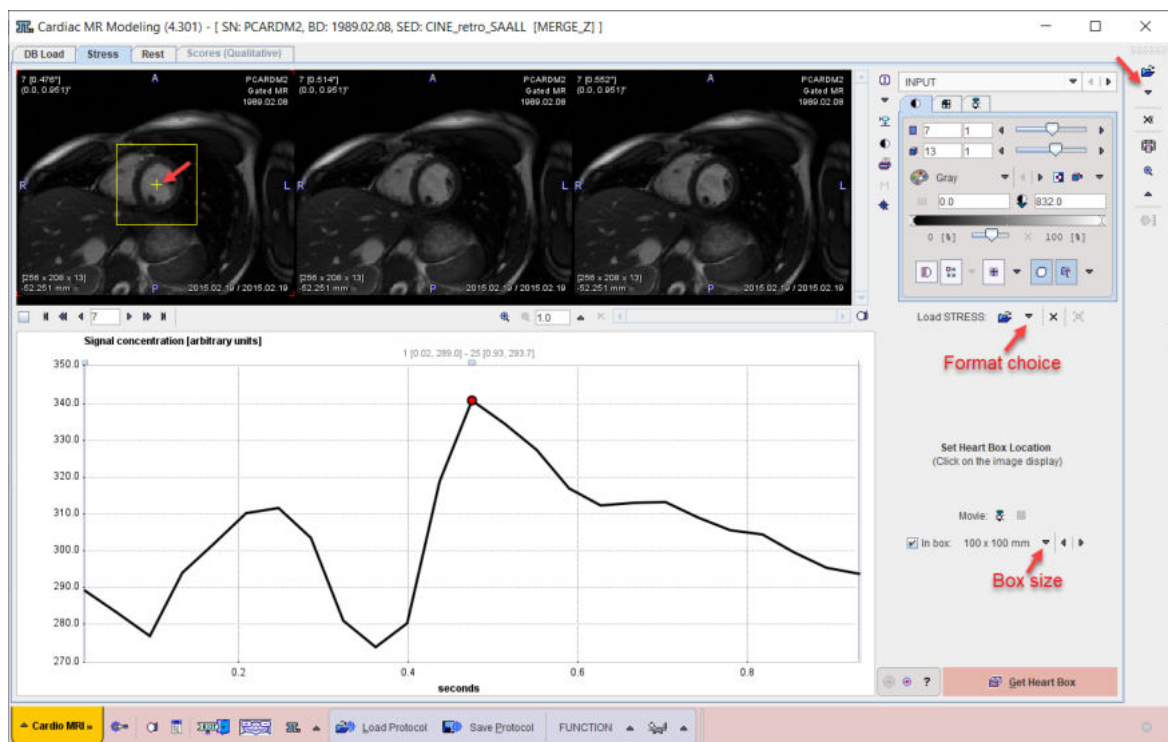 Cardiac MR Modeling (4.301) - [ SN: PCARDM2, BD: 1989.02.08, SED: CINE_retro_SAALL [MERGE_Z] ]
DB Load Stress Rest Scores (Qualitative)
7 [0.476"]
(0.0, 0.951)"
A
PCARDM2
Gated MR
1989.02.08
R
L
[256 x 208 x 13]
-52.251 mm
P
2015.02.19 / 2015.02.19
7 [0.514"]
(0.0, 0.951)"
A
PCARDM2
Gated MR
1989.02.08
R
L
[256 x 208 x 13]
-52.251 mm
P
2015.02.19 / 2015.02.19
7 [0.552"]
(0.0, 0.951)"
A
PCARDM2
Gated MR
1989.02.08
R
L
[256 x 208 x 13]
-52.251 mm
P
2015.02.19 / 2015.02.19
7
1.0
INPUT
7 1
13 1
Gray
0.0 832.0
0 [%] 100 [%]
Load STRESS:
Format choice
Set Heart Box Location
(Click on the image display)
Movie:
In box: 100 x 100 mm
Box size
? Get Heart Box
Signal concentration [arbitrary units]
1 [0.02, 289.0] - 25 [0.93, 293.7]
350.0
340.0
330.0
320.0
310.0
300.0
290.0
280.0
270.0
0.2 0.4 0.6 0.8
seconds
Cardio MRI » Load Protocol Save Protocol FUNCTION